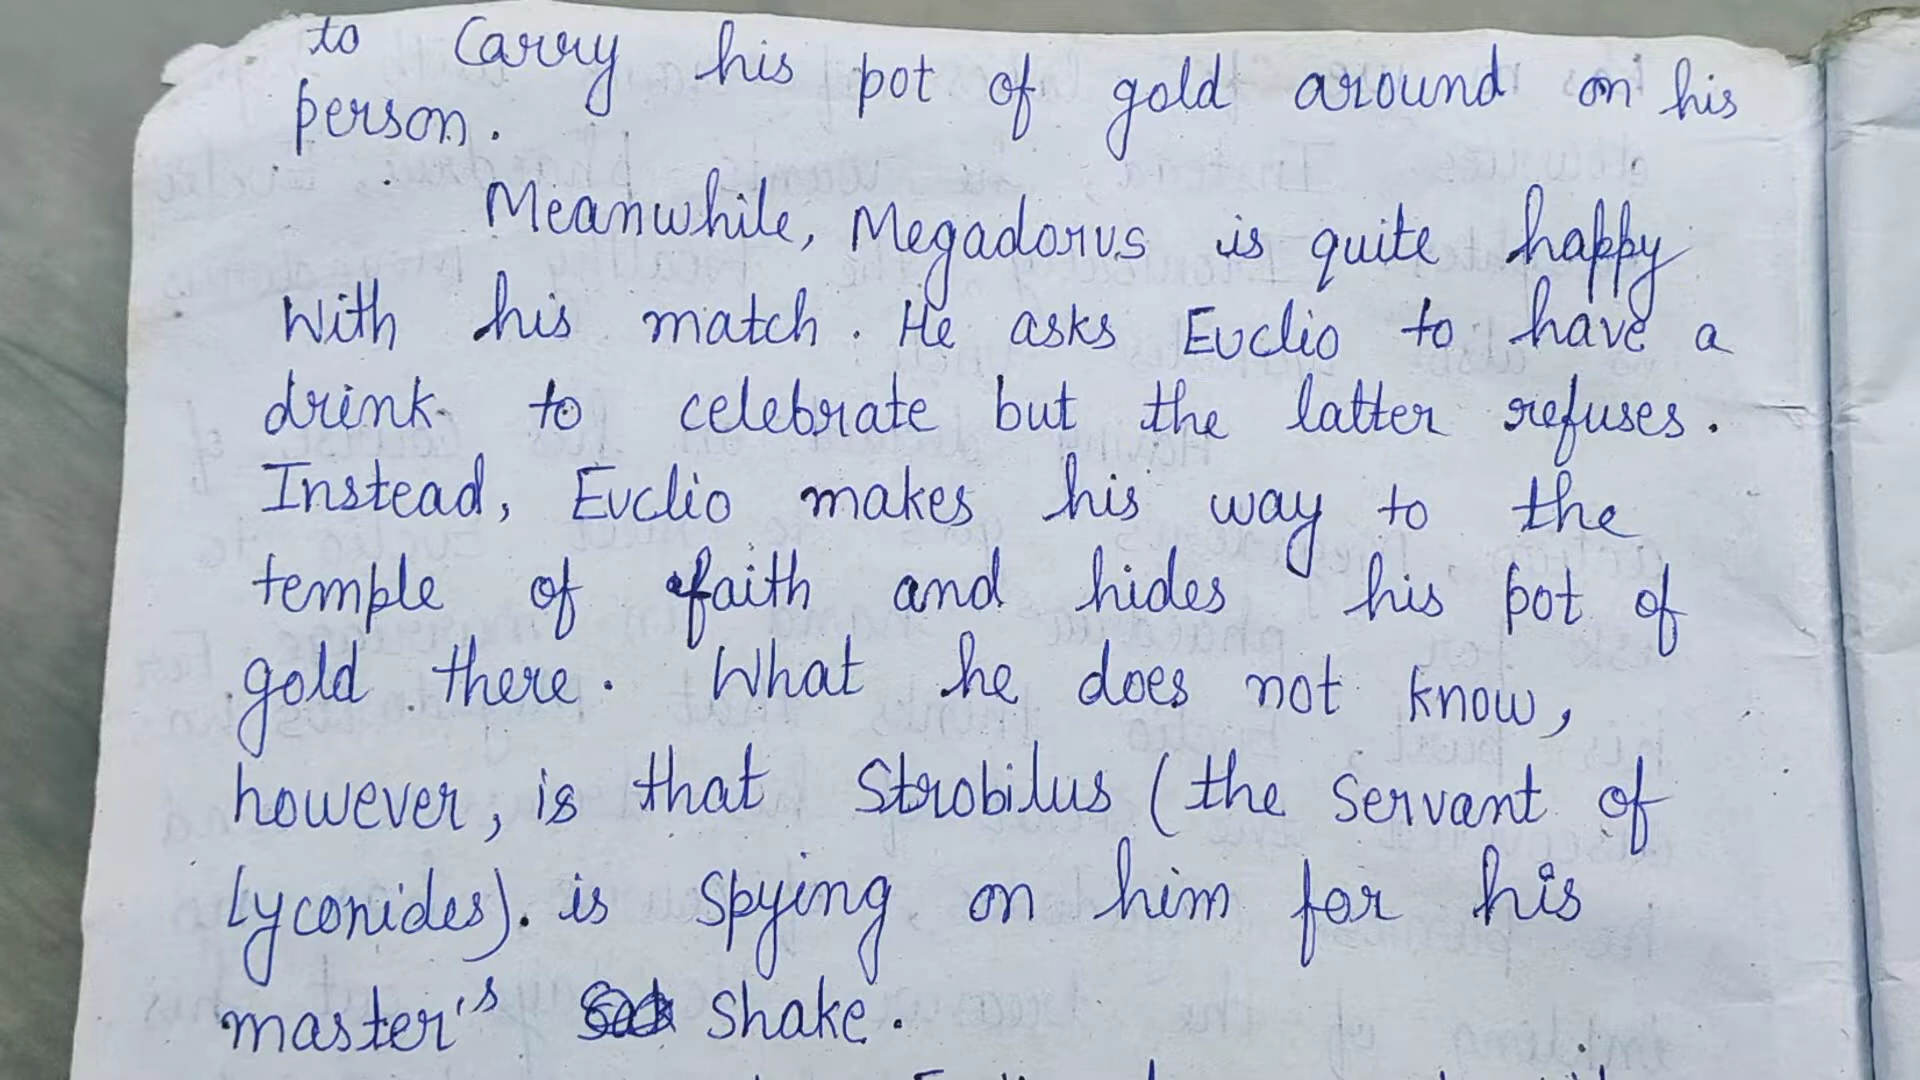 to carry his pot of gold around on his
person.
Meanwhile, Megadorus is quite happy
With his match. He asks Euclio to have a
drink to celebrate but the latter refuses.
Instead, Euclio makes his way to the
temple of faith and hides his pot of
gold there. What he does not know,
however, is that Strobilus (the servant of
Lyconides). is spying on him for his
master's shake.